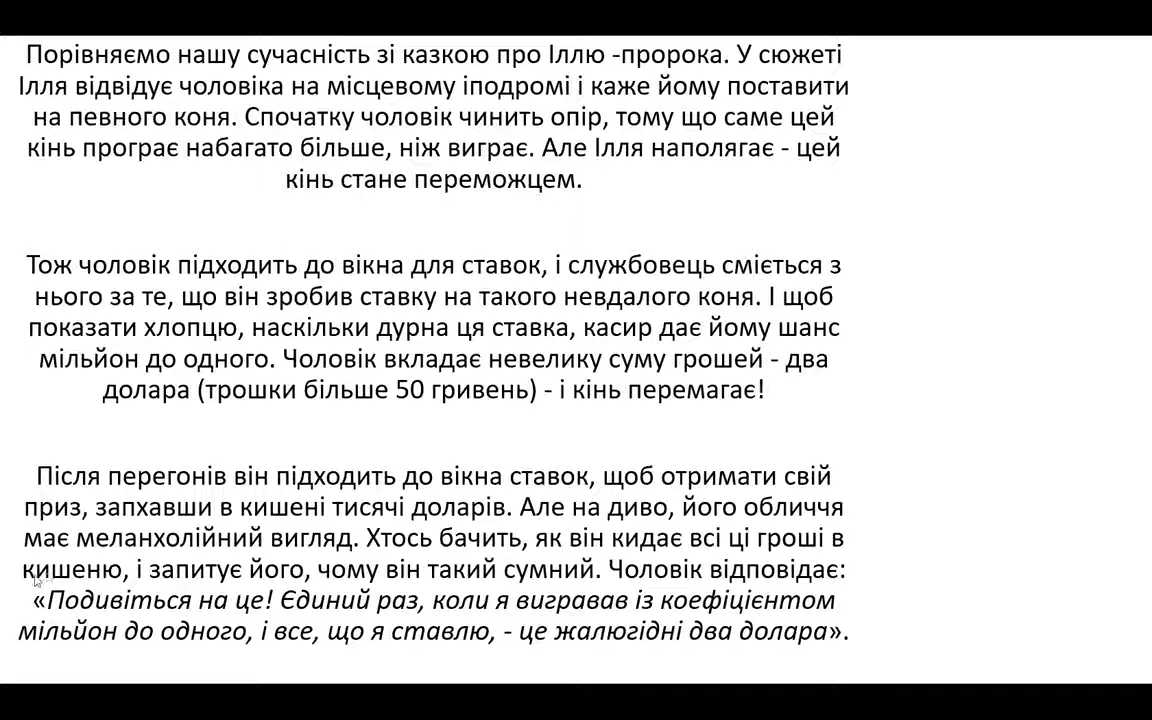 Порівняємо нашу сучасність зі казкою про Іллю -пророка. У сюжеті
Ілля відвідує чоловіка на місцевому іподромі і каже йому поставити
на певного коня. Спочатку чоловік чинить опір, тому що саме цей
кінь програє набагато більше, ніж виграє. Але Ілля наполягає - цей
кінь стане переможцем.
Тож чоловік підходить до вікна для ставок, і службовець сміється з
нього за те, що він зробив ставку на такого невдалого коня. І щоб
показати хлопцю, наскільки дурна ця ставка, касир дає йому шанс
мільйон до одного. Чоловік вкладає невелику суму грошей - два
долара (трошки більше 50 гривень) - і кінь перемагає!
Після перегонів він підходить до вікна ставок, щоб отримати свій
приз, запхавши в кишені тисячі доларів. Але на диво, його обличчя
має меланхолійний вигляд. Хтось бачить, як він кидає всі ці гроші в
кишеню, і запитує його, чому він такий сумний. Чоловік відповідає:
«Подивіться на це! Єдиний раз, коли я вигравав із коефіцієнтом
мільйон до одного, і все, що я ставлю, - це жалюгідні два долара».